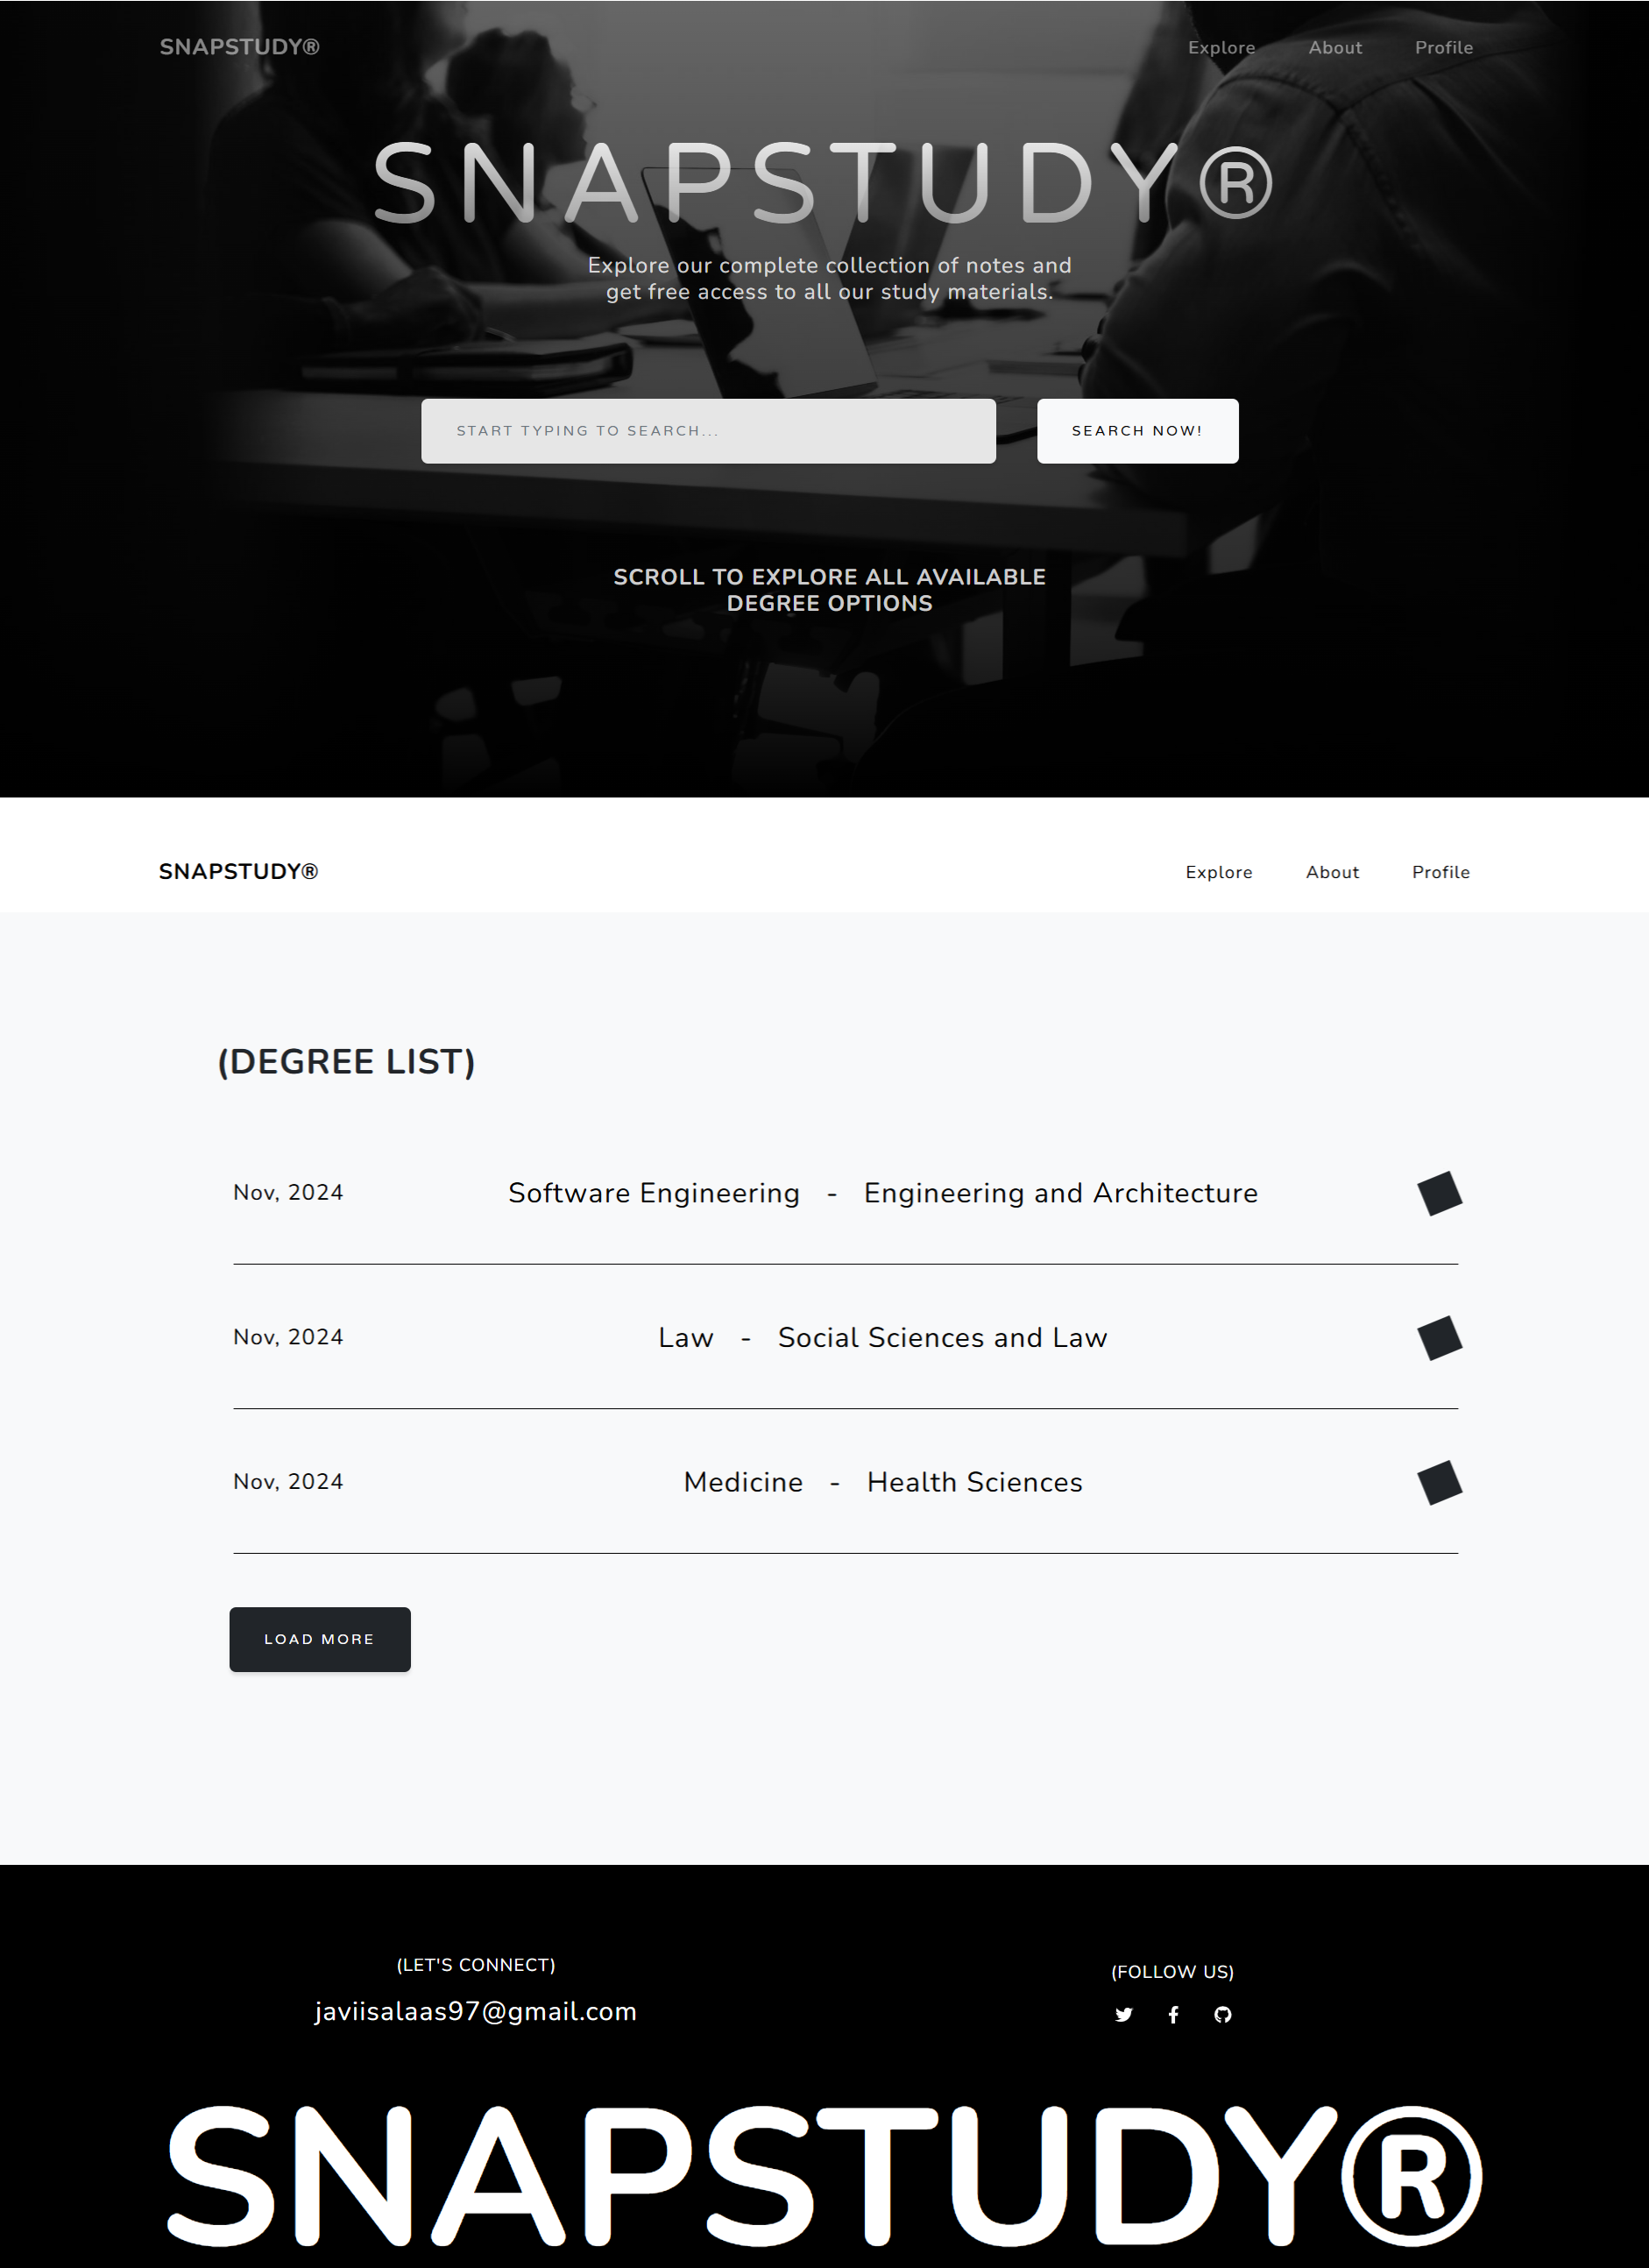 SNAPSTUDY®
Explore About Profile
SNAPSTUDY®
Explore our complete collection of notes and
get free access to all our study materials.
START TYPING TO SEARCH...
SEARCH NOW!
SCROLL TO EXPLORE ALL AVAILABLE
DEGREE OPTIONS
SNAPSTUDY®
Explore About Profile
(DEGREE LIST)
Nov, 2024 Software Engineering - Engineering and Architecture
Nov, 2024 Law - Social Sciences and Law
Nov, 2024 Medicine - Health Sciences
LOAD MORE
(LET'S CONNECT)
javiisalaas97@gmail.com
(FOLLOW US)
SNAPSTUDY®